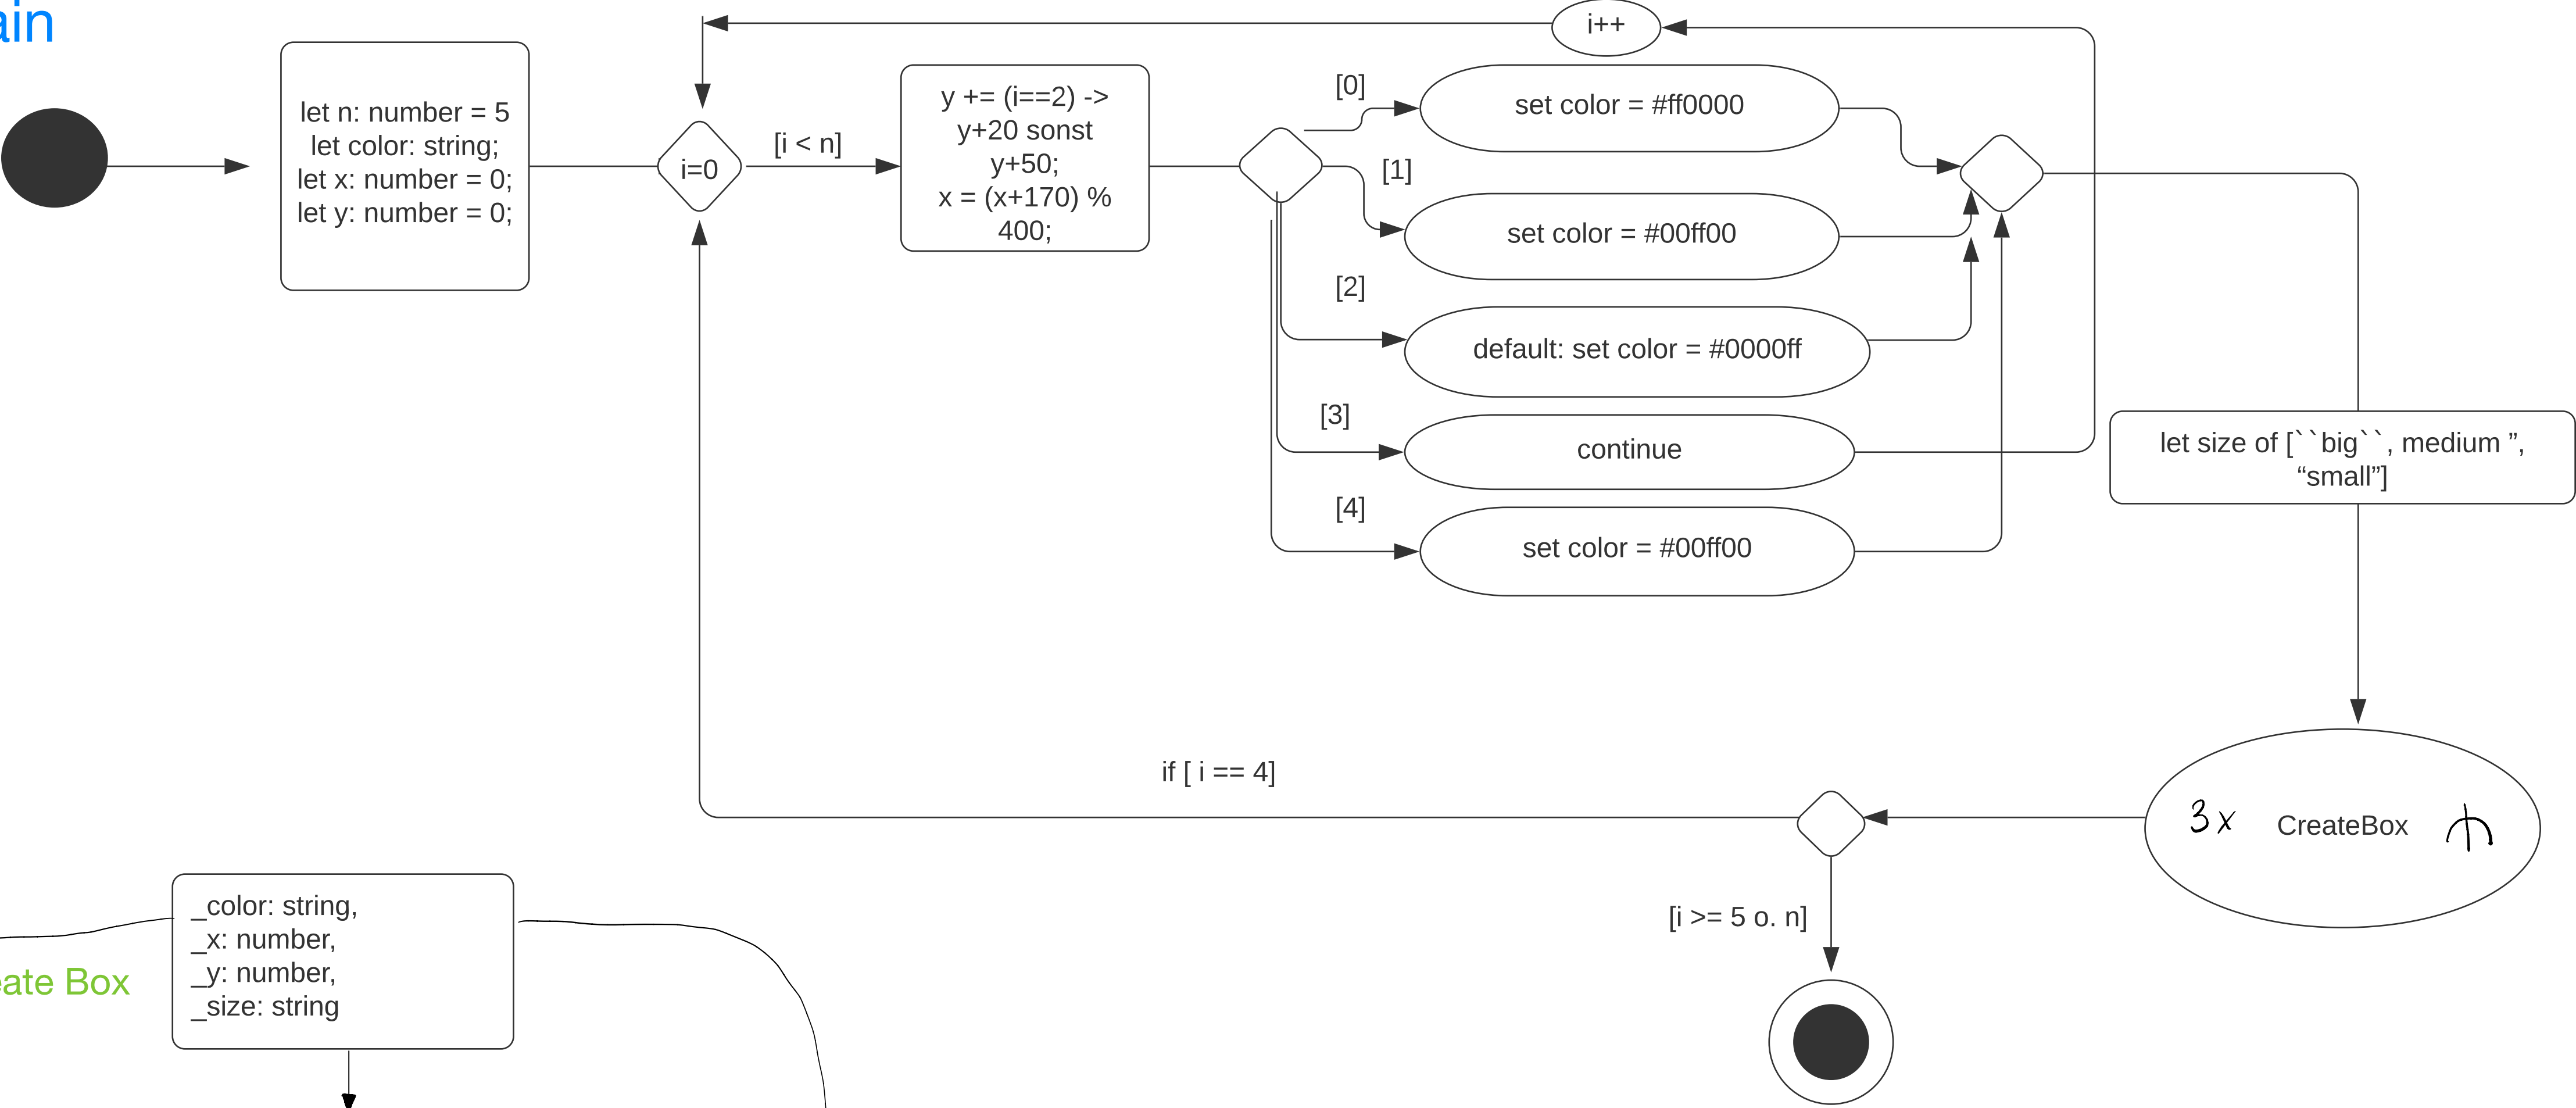 ain
i++
let n: number = 5
let color: string;
let x: number = 0;
let y: number = 0;
i=0
[i < n]
y += (i==2) ->
y+20 sonst
y+50;
x = (x+170) %
400;
[0]
set color = #ff0000
[1]
set color = #00ff00
[2]
default: set color = #0000ff
[3]
continue
[4]
set color = #00ff00
let size of [``big``, medium ”,
“small”]
if [ i == 4]
3x CreateBox
[i >= 5 o. n]
_color: string,
_x: number,
_y: number,
_size: string
eate Box